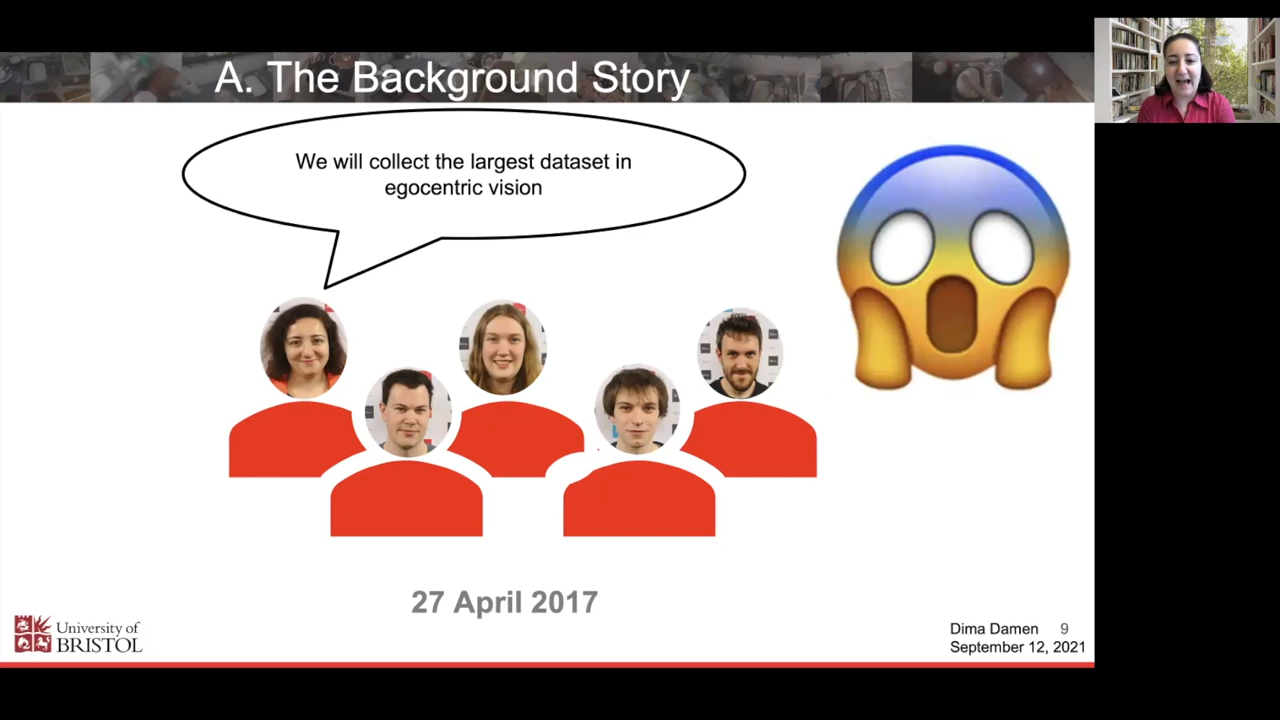 A. The Background Story
We will collect the largest dataset in
egocentric vision
27 April 2017
University of
BRISTOL
Dima Damen 9
September 12, 2021